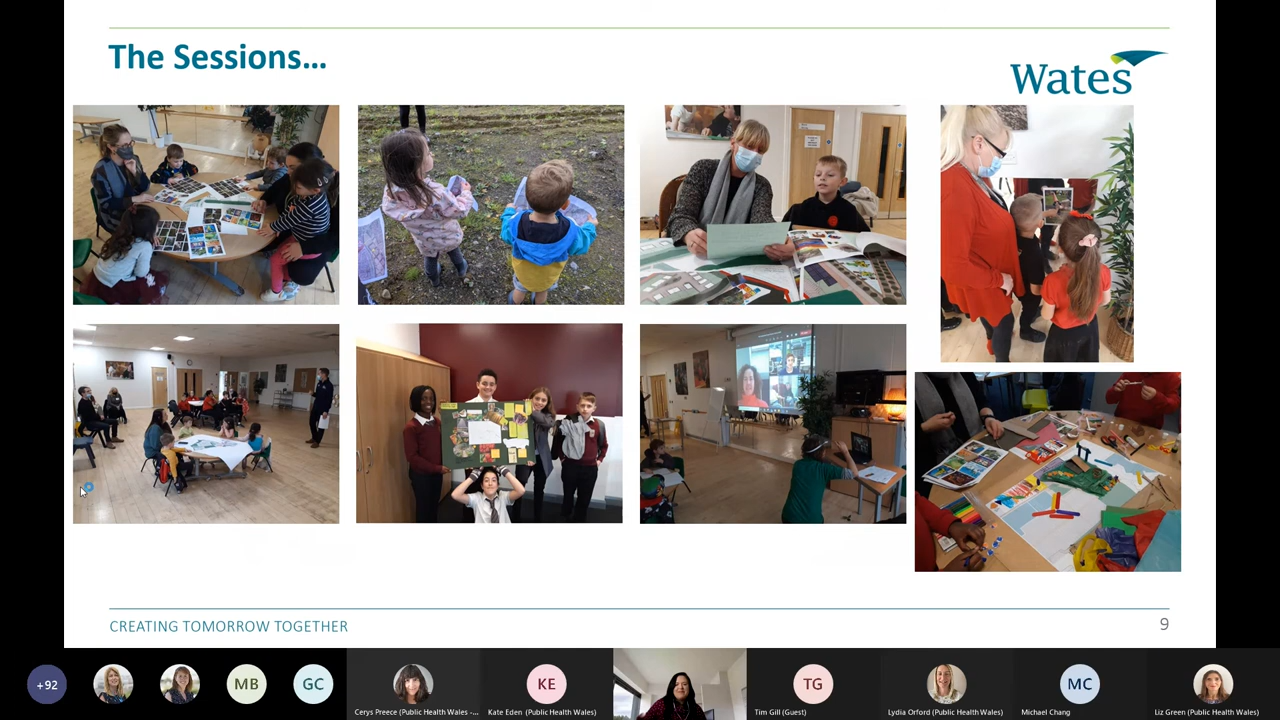 The Sessions...
Wates
CREATING TOMORROW TOGETHER
9
+92
MB
GC
Cerys Preece (Public Health Wales -...
KE
Kate Eden (Public Health Wales)
TG
Tim Gill (Guest)
Lydia Orford (Public Health Wales)
MC
Michael Chang
Liz Green (Public Health Wales)